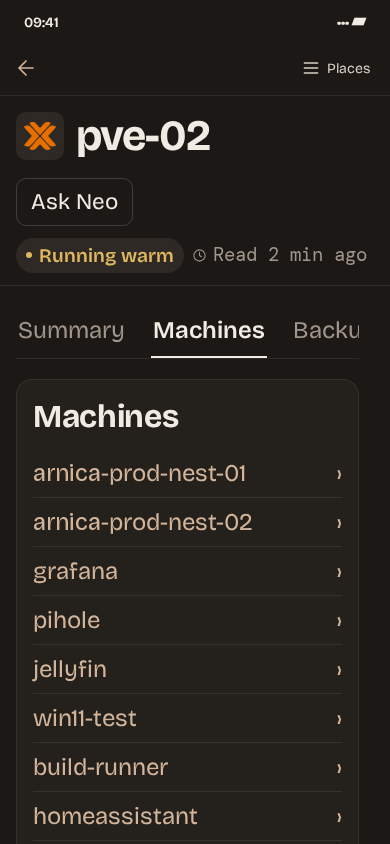 09:41
Places
pve-02
Ask Neo
Running warm
Read 2 min ago
Summary
Machines
Backu
Machines
arnica-prod-nest-01
arnica-prod-nest-02
grafana
pihole
jellyfin
win11-test
build-runner
homeassistant